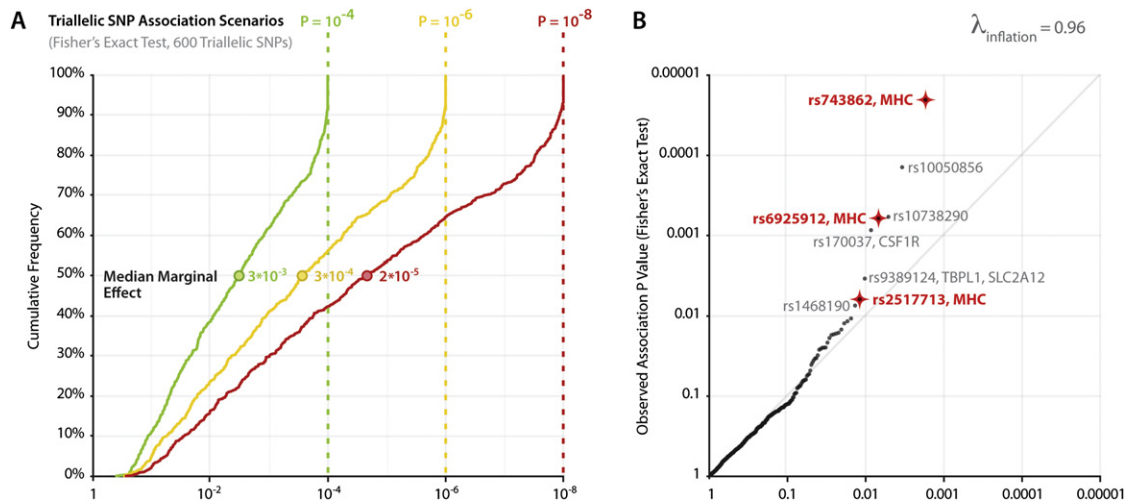 A
Triallelic SNP Association Scenarios
(Fisher's Exact Test, 600 Triallelic SNPs)
P = 10-4
P = 10-6
P = 10-8
100%
90%
80%
70%
60%
50%
40%
30%
20%
10%
0%
Cumulative Frequency
Median Marginal
Effect
3*10-3
3*10-4
2*10-5
1
10-2
10-4
10-6
10-8
B
λinflation = 0.96
0.00001
0.0001
0.001
0.01
0.1
1
Observed Association P Value (Fisher's Exact Test)
rs743862, MHC
rs10050856
rs6925912, MHC
rs10738290
rs170037, CSF1R
rs9389124, TBPL1, SLC2A12
rs2517713, MHC
rs1468190
1
0.1
0.01
0.001
0.0001
0.00001